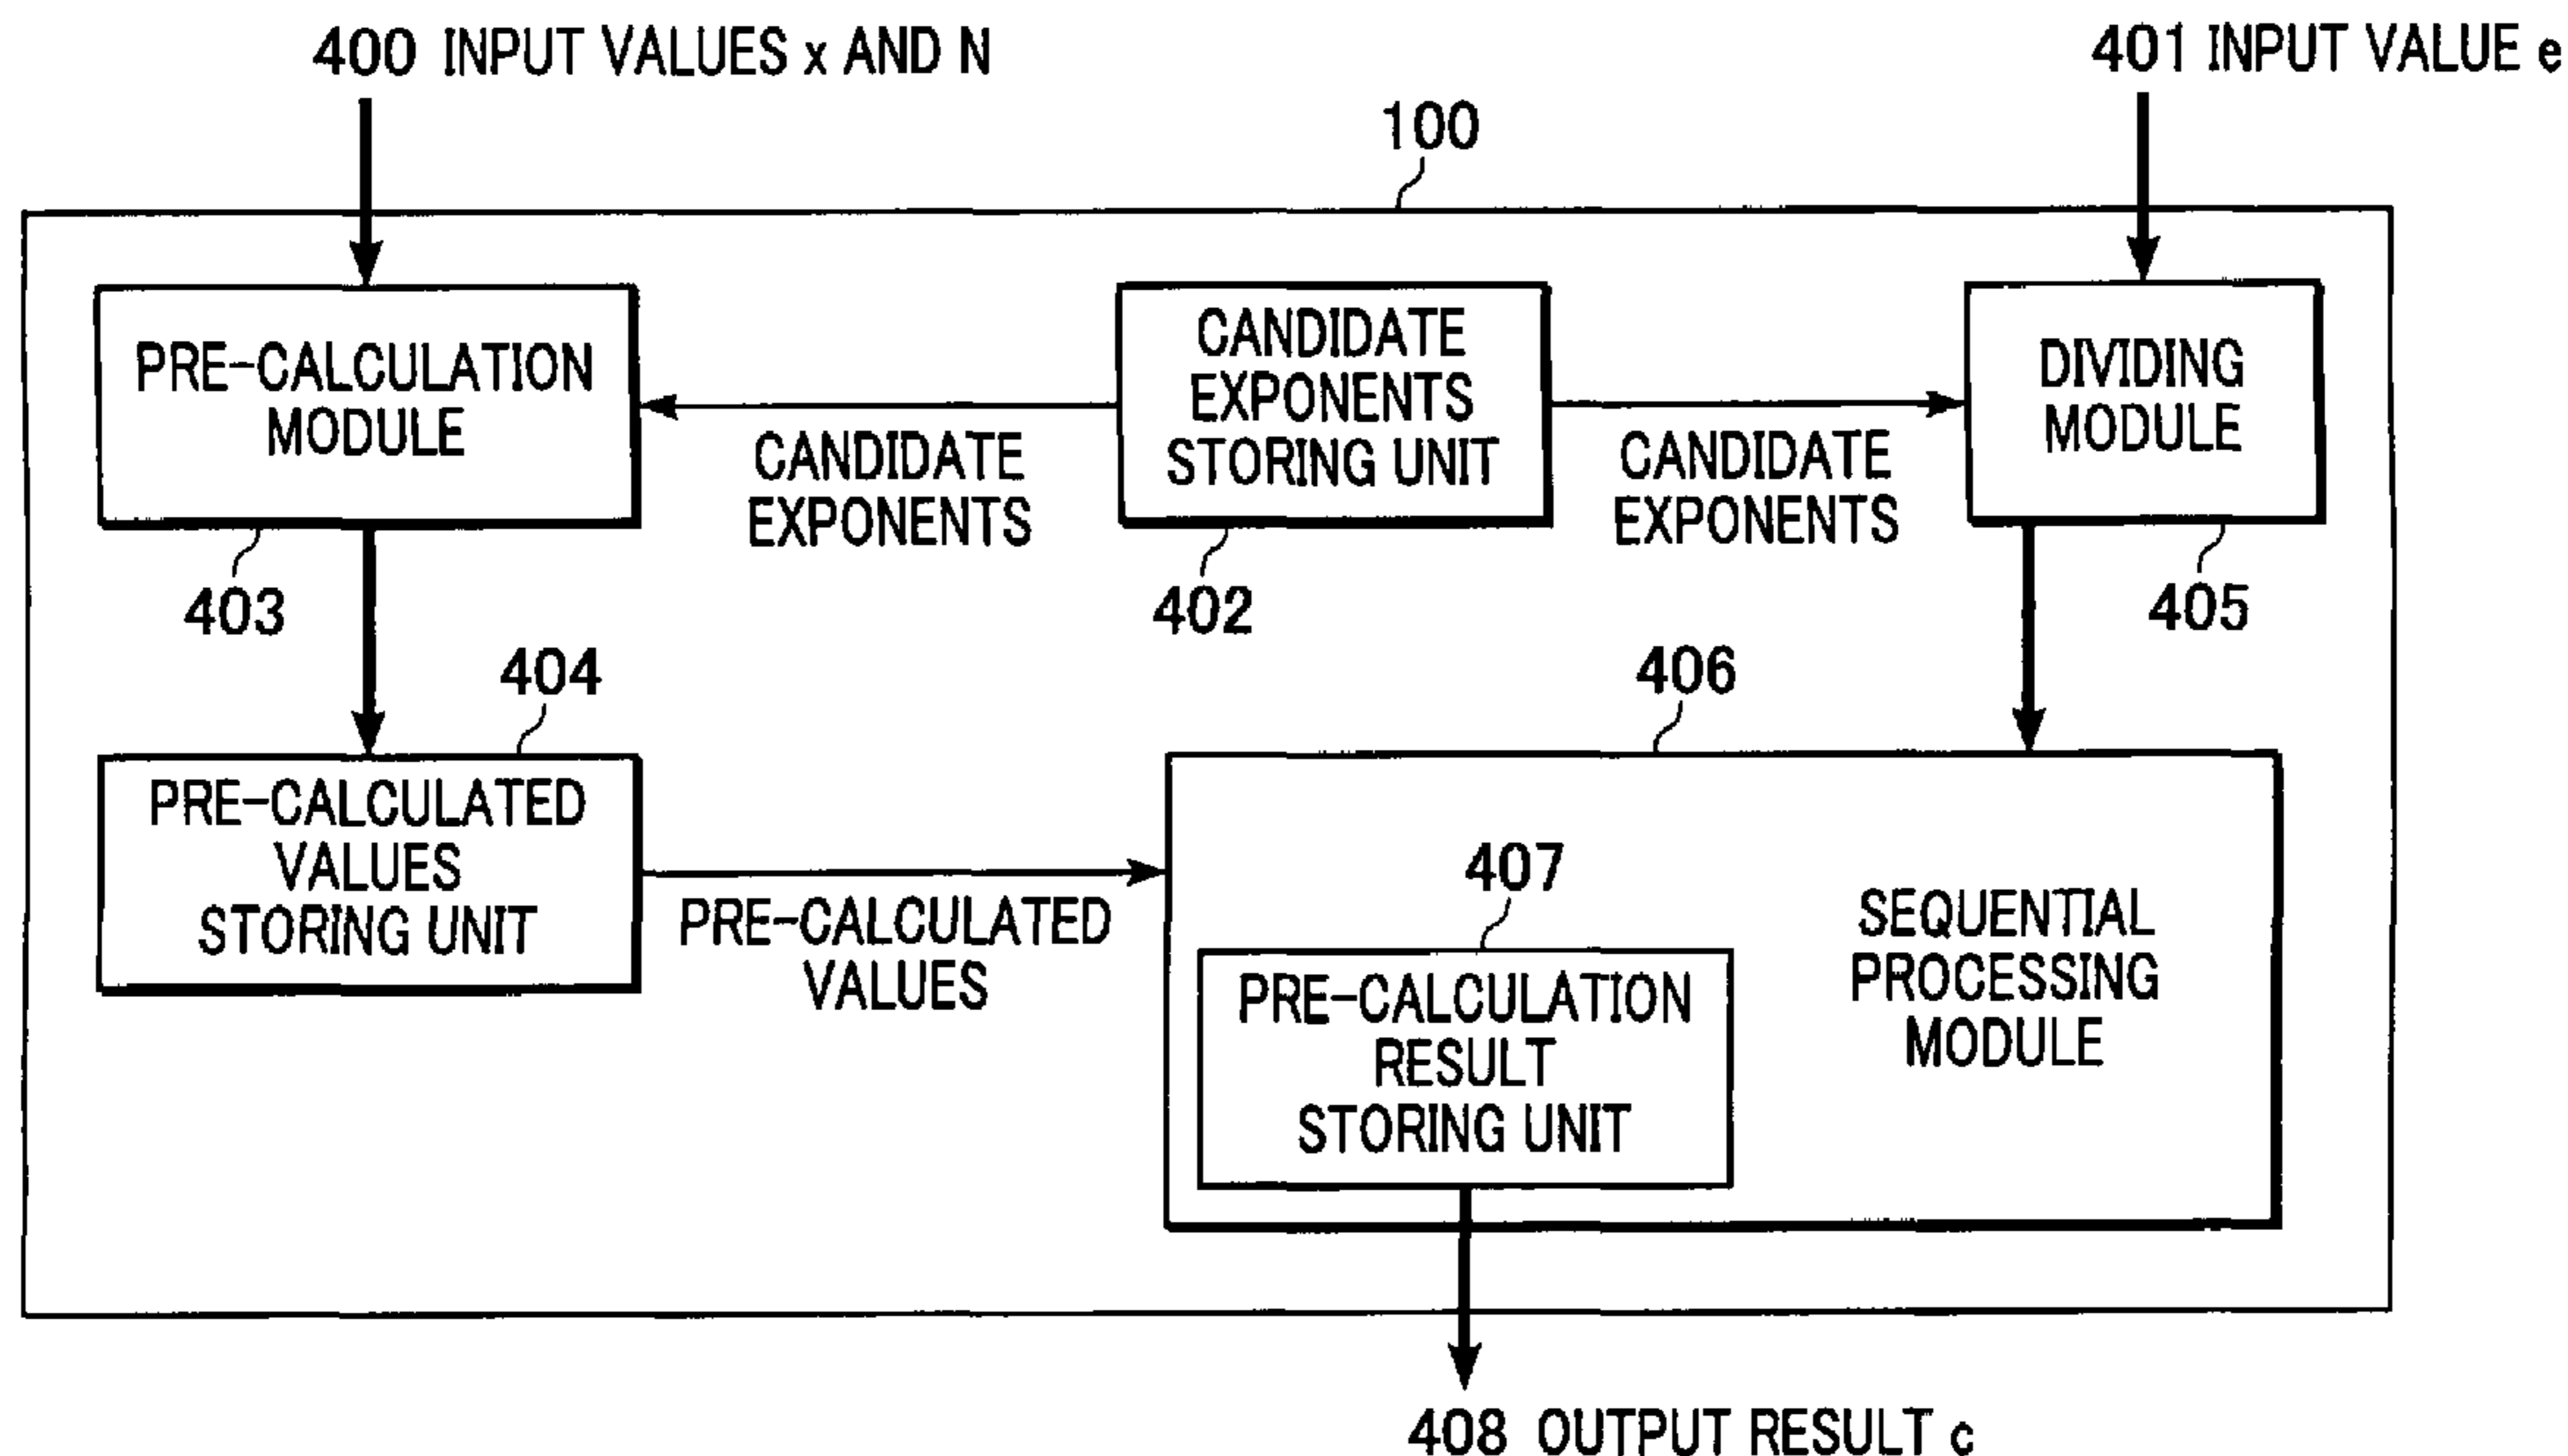 400 INPUT VALUES x AND N
401 INPUT VALUE e
100
PRE-CALCULATION
MODULE
CANDIDATE
EXPONENTS
CANDIDATE
EXPONENTS
STORING UNIT
CANDIDATE
EXPONENTS
DIVIDING
MODULE
403
402
405
404
406
PRE-CALCULATED
VALUES
STORING UNIT
PRE-CALCULATED
VALUES
407
PRE-CALCULATION
RESULT
STORING UNIT
SEQUENTIAL
PROCESSING
MODULE
408 OUTPUT RESULT c